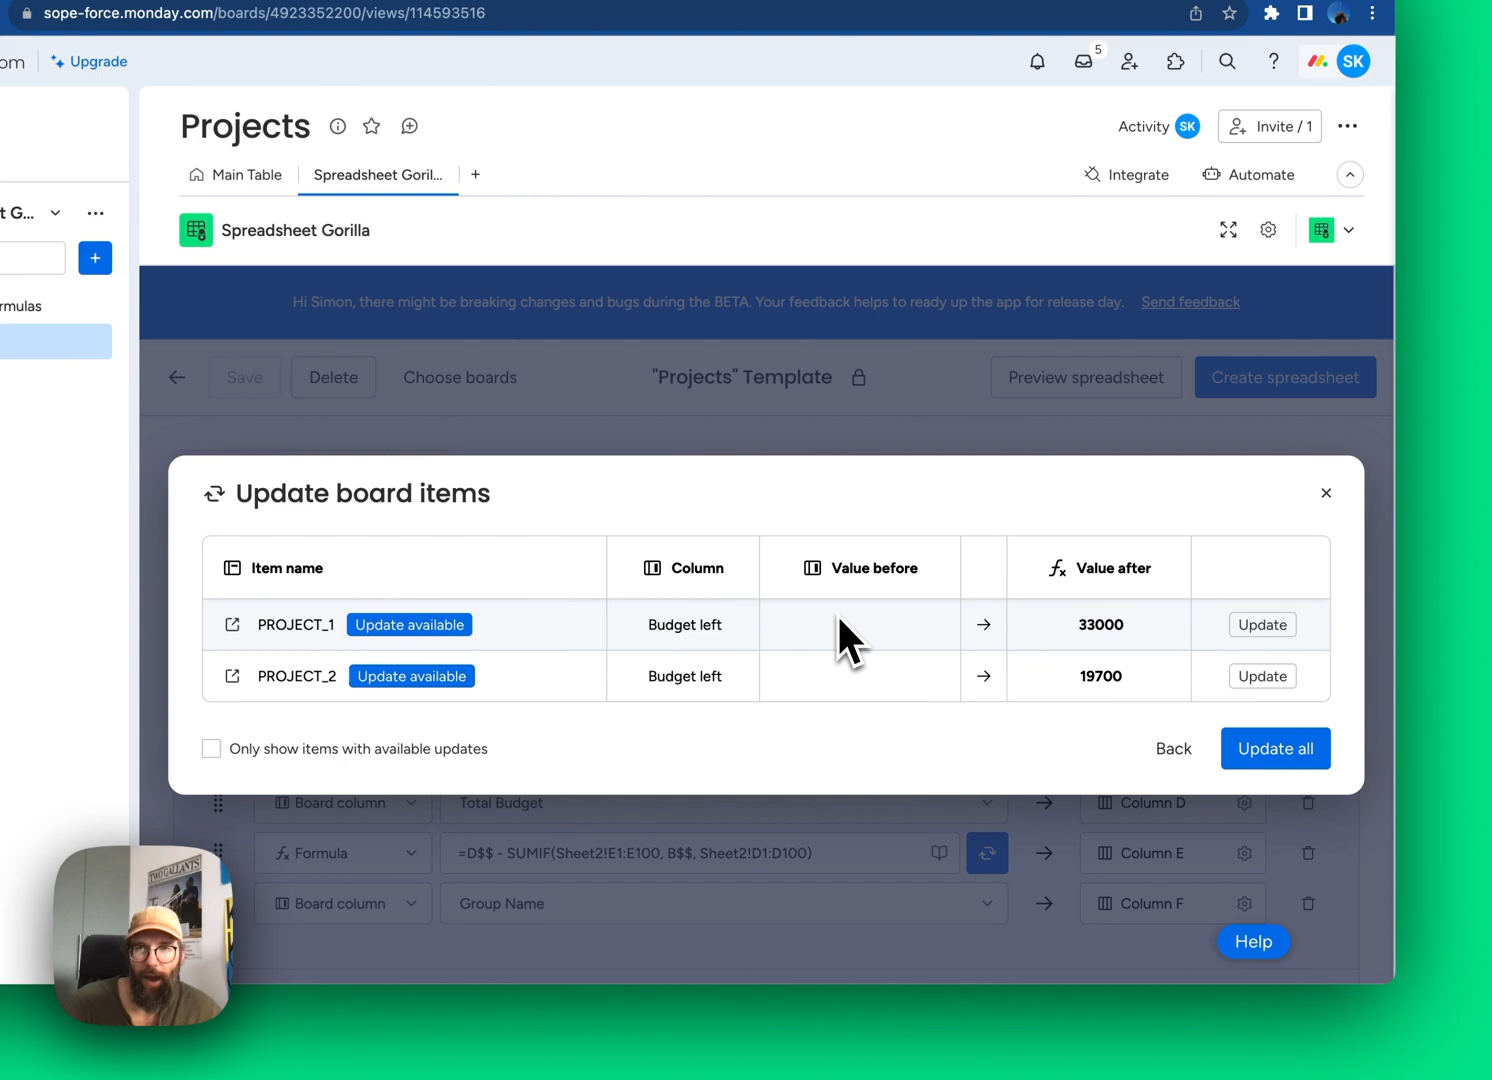 sope-force.monday.com/boards/4923352200/views/114593516
om
Upgrade
5
SK
Projects
Activity SK
Invite / 1
Main Table
Spreadsheet Goril...
+
Integrate
Automate
t G...
Spreadsheet Gorilla
+
rmulas
Hi Simon, there might be breaking changes and bugs during the BETA. Your feedback helps to ready up the app for release day. Send feedback
Save
Delete
Choose boards
"Projects" Template
Preview spreadsheet
Create spreadsheet
Update board items
Item name
Column
Value before
fx Value after
PROJECT_1 Update available Budget left → 33000 Update
PROJECT_2 Update available Budget left → 19700 Update
Only show items with available updates
Back
Update all
Board column Total Budget → Column D
fx Formula =D$$ - SUMIF(Sheet2!E1:E100, B$$, Sheet2!D1:D100) → Column E
Board column Group Name → Column F
Help
TWO GALLANTS